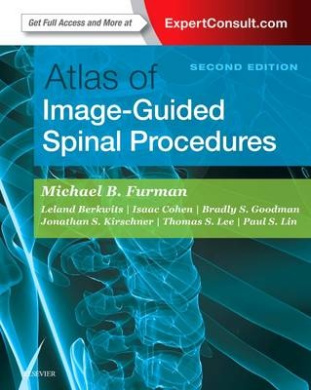 Get Full Access and More at
ExpertConsult.com
SECOND EDITION
Atlas of
Image-Guided
Spinal Procedures
Michael B. Furman
Leland Berkwits | Isaac Cohen | Bradly S. Goodman
Jonathan S. Kirschner | Thomas S. Lee | Paul S. Lin
ELSEVIER